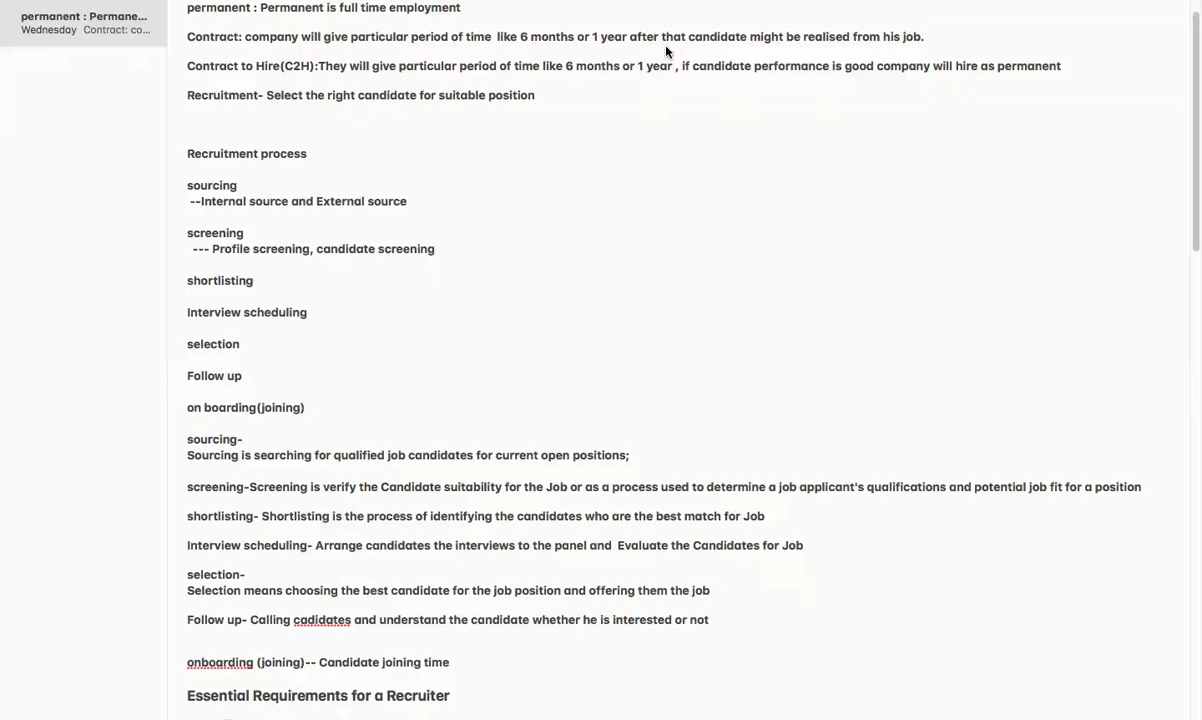 permanent : Permane...
Wednesday Contract: co...
permanent : Permanent is full time employment
Contract: company will give particular period of time like 6 months or 1 year after that candidate might be realised from his job.
Contract to Hire(C2H):They will give particular period of time like 6 months or 1 year , if candidate performance is good company will hire as permanent
Recruitment- Select the right candidate for suitable position
Recruitment process
sourcing
--Internal source and External source
screening
--- Profile screening, candidate screening
shortlisting
Interview scheduling
selection
Follow up
on boarding(joining)
sourcing-
Sourcing is searching for qualified job candidates for current open positions;
screening-Screening is verify the Candidate suitability for the Job or as a process used to determine a job applicant's qualifications and potential job fit for a position
shortlisting- Shortlisting is the process of identifying the candidates who are the best match for Job
Interview scheduling- Arrange candidates the interviews to the panel and Evaluate the Candidates for Job
selection-
Selection means choosing the best candidate for the job position and offering them the job
Follow up- Calling cadidates and understand the candidate whether he is interested or not
onboarding (joining)-- Candidate joining time
Essential Requirements for a Recruiter